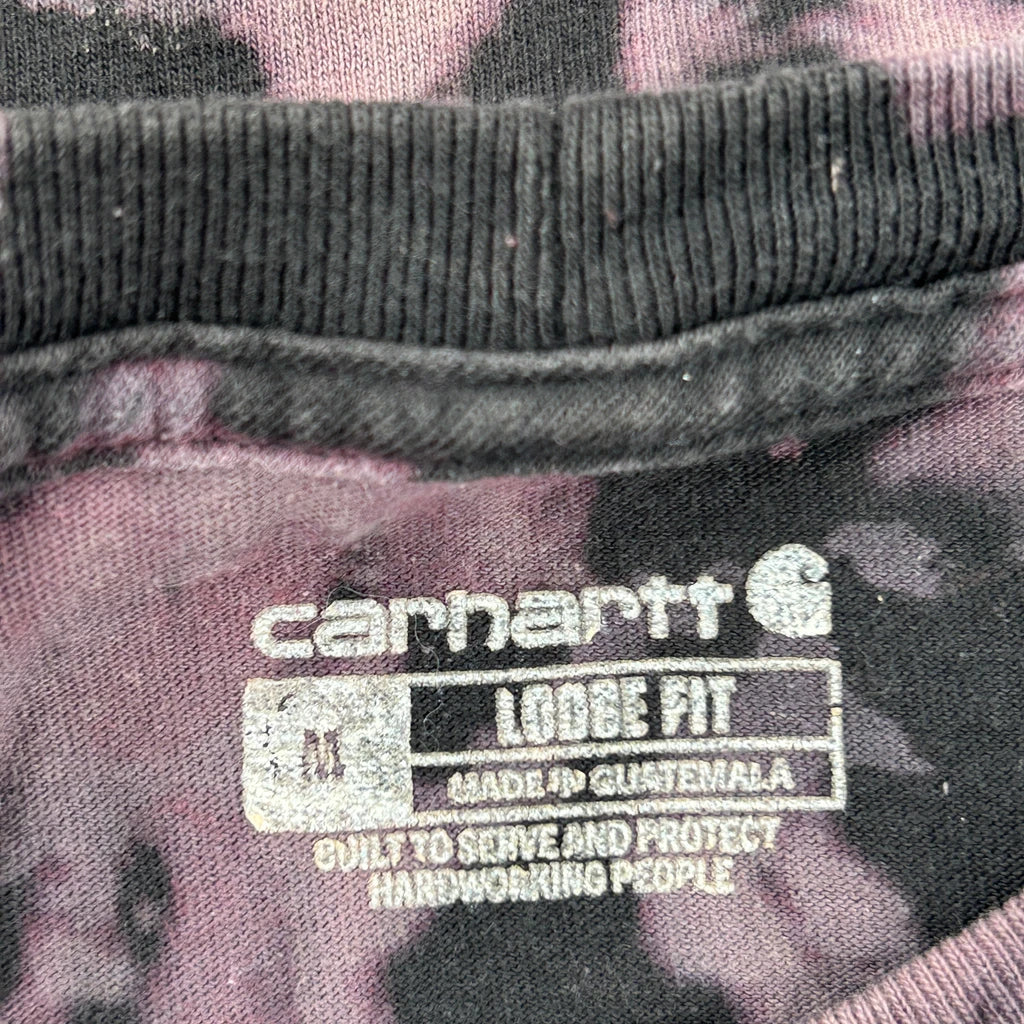 carhartt
M
LOOSE FIT
MADE IN GUATEMALA
BUILT TO SERVE AND PROTECT
HARDWORKING PEOPLE